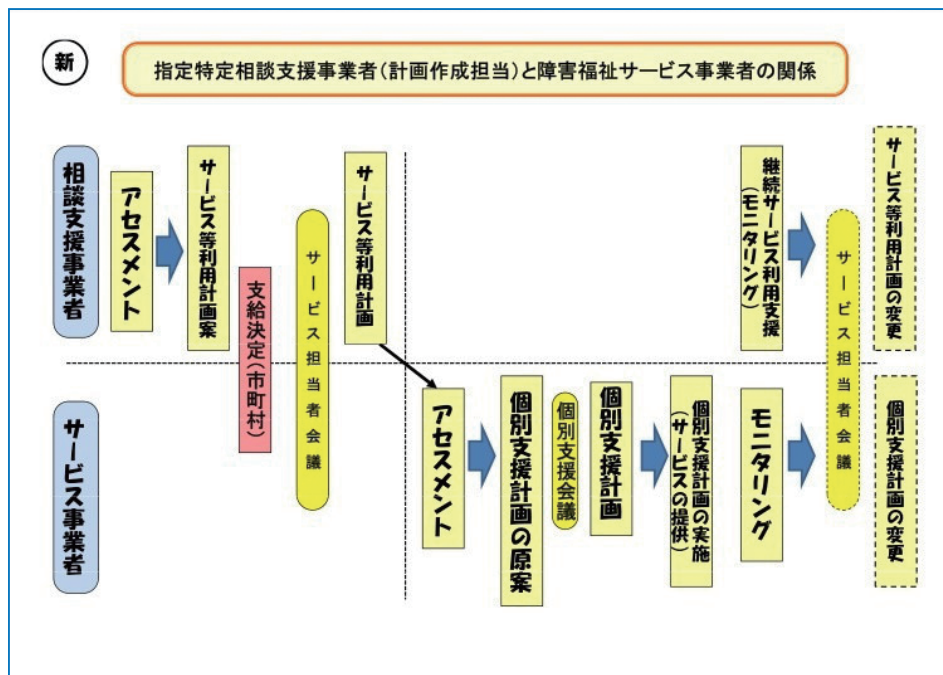 新
指定特定相談支援事業者(計画作成担当)と障害福祉サービス事業者の関係
相談支援事業者
アセスメント
サービス等利用計画案
支給決定(市町村)
サービス担当者会議
サービス等利用計画
継続サービス利用支援
(モニタリング)
サービス担当者会議
サービス等利用計画の変更
サービス事業者
アセスメント
個別支援計画の原案
個別支援会議
個別支援計画
個別支援計画の実施
(サービスの提供)
モニタリング
個別支援計画の変更